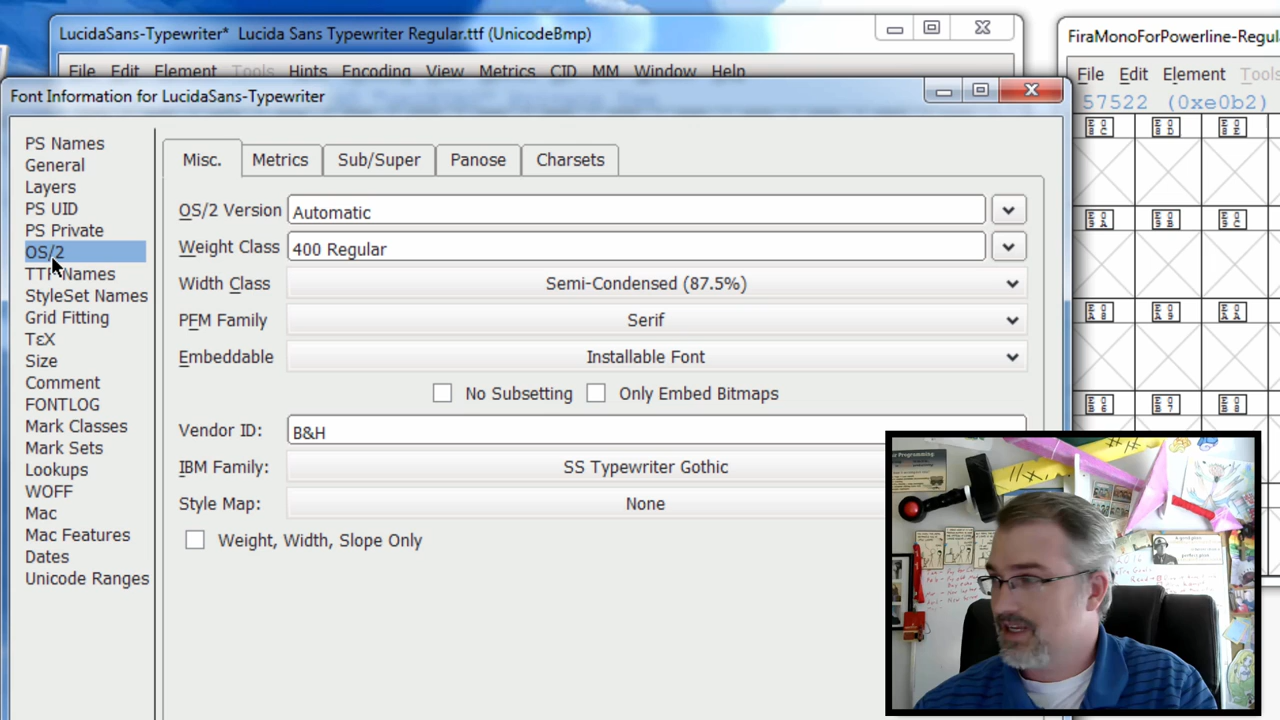 LucidaSans-Typewriter* Lucida Sans Typewriter Regular.ttf (UnicodeBmp)
File Edit Element Tools Hints Encoding View Metrics CID MM Window Help
FiraMonoForPowerline-Regula
File Edit Element Tools
57522 (0xe0b2)
Font Information for LucidaSans-Typewriter
PS Names
General
Layers
PS UID
PS Private
OS/2
TTF Names
StyleSet Names
Grid Fitting
TεX
Size
Comment
FONTLOG
Mark Classes
Mark Sets
Lookups
WOFF
Mac
Mac Features
Dates
Unicode Ranges
Misc. Metrics Sub/Super Panose Charsets
OS/2 Version Automatic
Weight Class 400 Regular
Width Class Semi-Condensed (87.5%)
PFM Family Serif
Embeddable Installable Font
No Subsetting Only Embed Bitmaps
Vendor ID: B&H
IBM Family: SS Typewriter Gothic
Style Map: None
Weight, Width, Slope Only